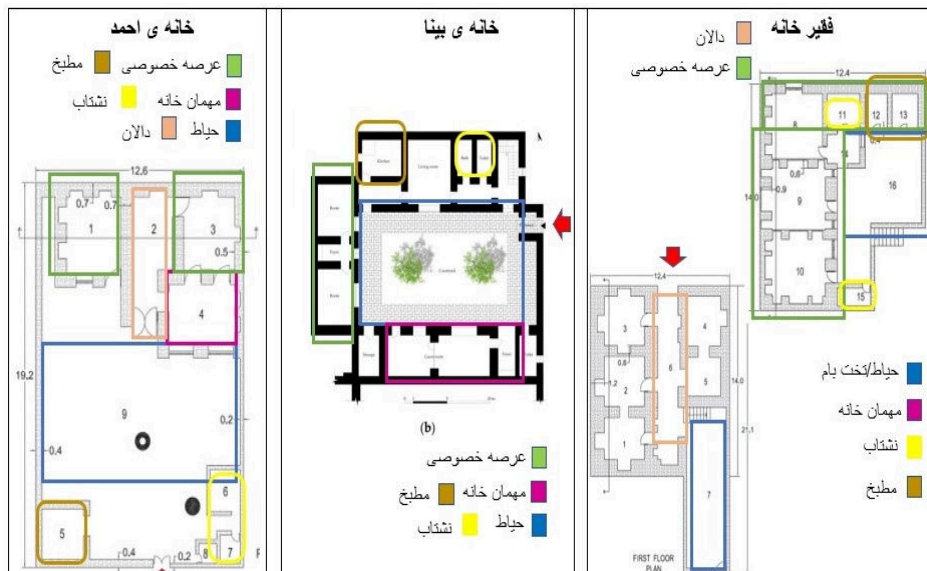 فقیر خانه
دالان
عرصه خصوصی
12.4
8 11 12 13
0.4
14
0.8
14.0 0.9 9 16
10
15
12,4
3 4
0.8
1.2 2 6 5 14.0
21,1
1
7
FIRST FLOOR
PLAN
حیاط/تخت بام
مهمان خانه
نشتاب
مطبخ
خانه ی بینا
Kitchen
Living room
Courtyard
Storage
Guest room
(b)
عرصه خصوصی
مهمان خانه مطبخ
حیاط نشتاب
خانه ی احمد
عرصه خصوصی مطبخ
مهمان خانه نشتاب
حیاط دالان
12.6
0.7 0.7
1 2 3
0.5
4
19.2
9
0.2
0.4
6
5
8 7
0.4 0.2